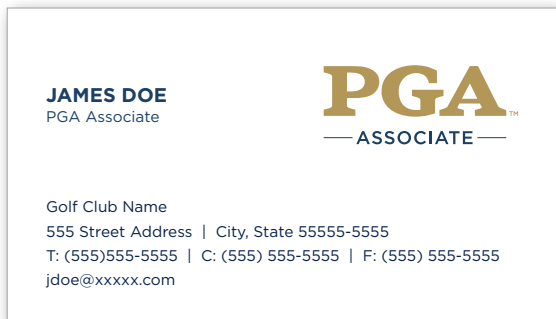 JAMES DOE
PGA Associate
PGA™
ASSOCIATE
Golf Club Name
555 Street Address | City, State 55555-5555
T: (555)555-5555 | C: (555) 555-5555 | F: (555) 555-5555
jdoe@xxxxx.com